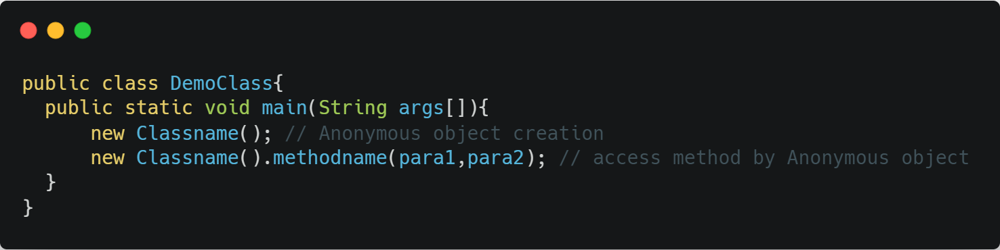 public class DemoClass{
public static void main(String args[]){
new Classname(); // Anonymous object creation
new Classname().methodname(para1,para2); // access method by Anonymous object
}
}